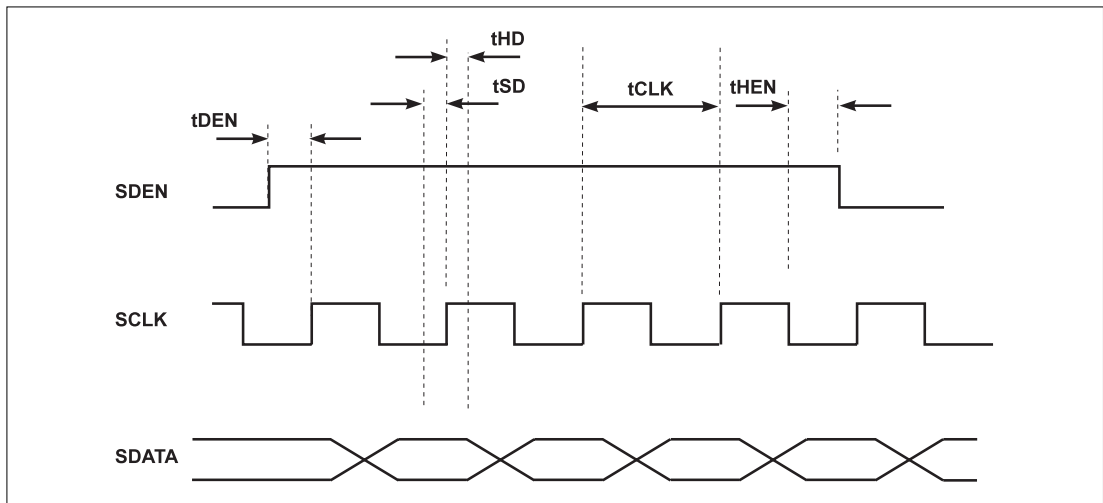 tHD
tSD
tCLK
tHEN
tDEN
SDEN
SCLK
SDATA